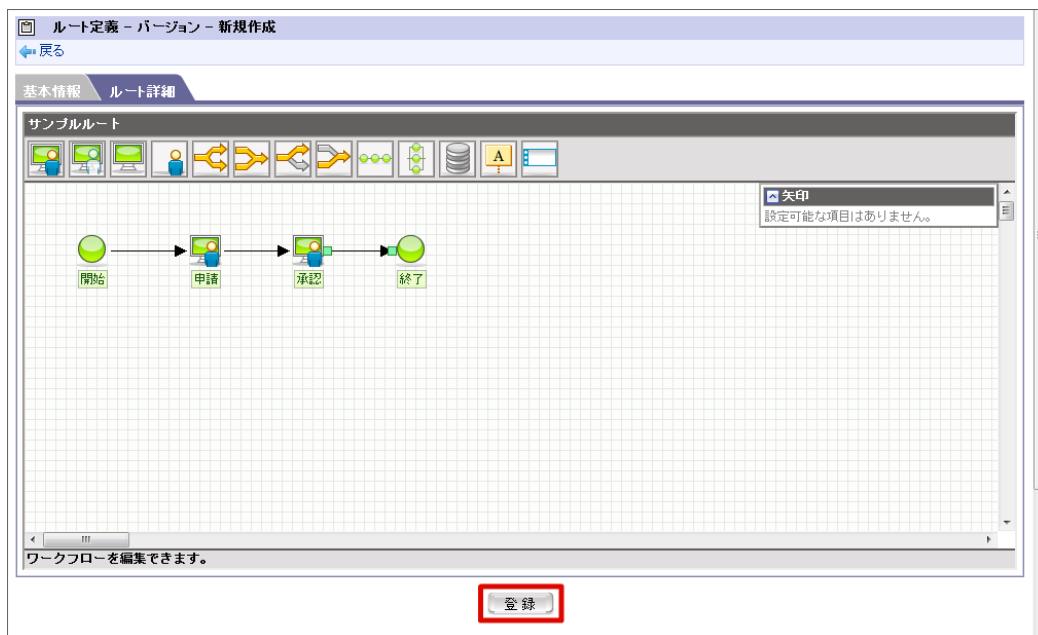 ルート定義 - バージョン - 新規作成
戻る
基本情報 ルート詳細
サンプルルート
A
矢印
設定可能な項目はありません。
開始 申請 承認 終了
ワークフローを編集できます。
登録